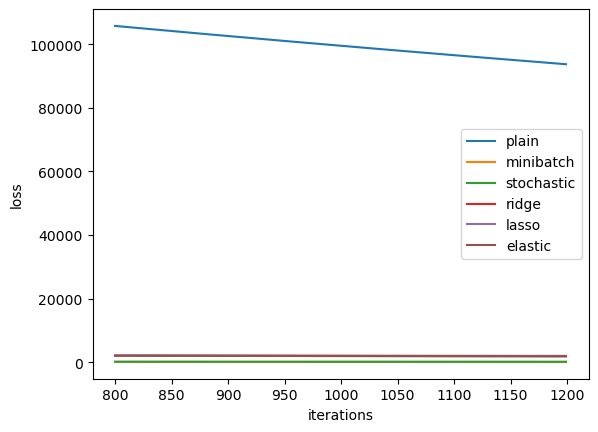 100000
80000
60000
40000
20000
0
loss
plain
minibatch
stochastic
ridge
lasso
elastic
800 850 900 950 1000 1050 1100 1150 1200
iterations